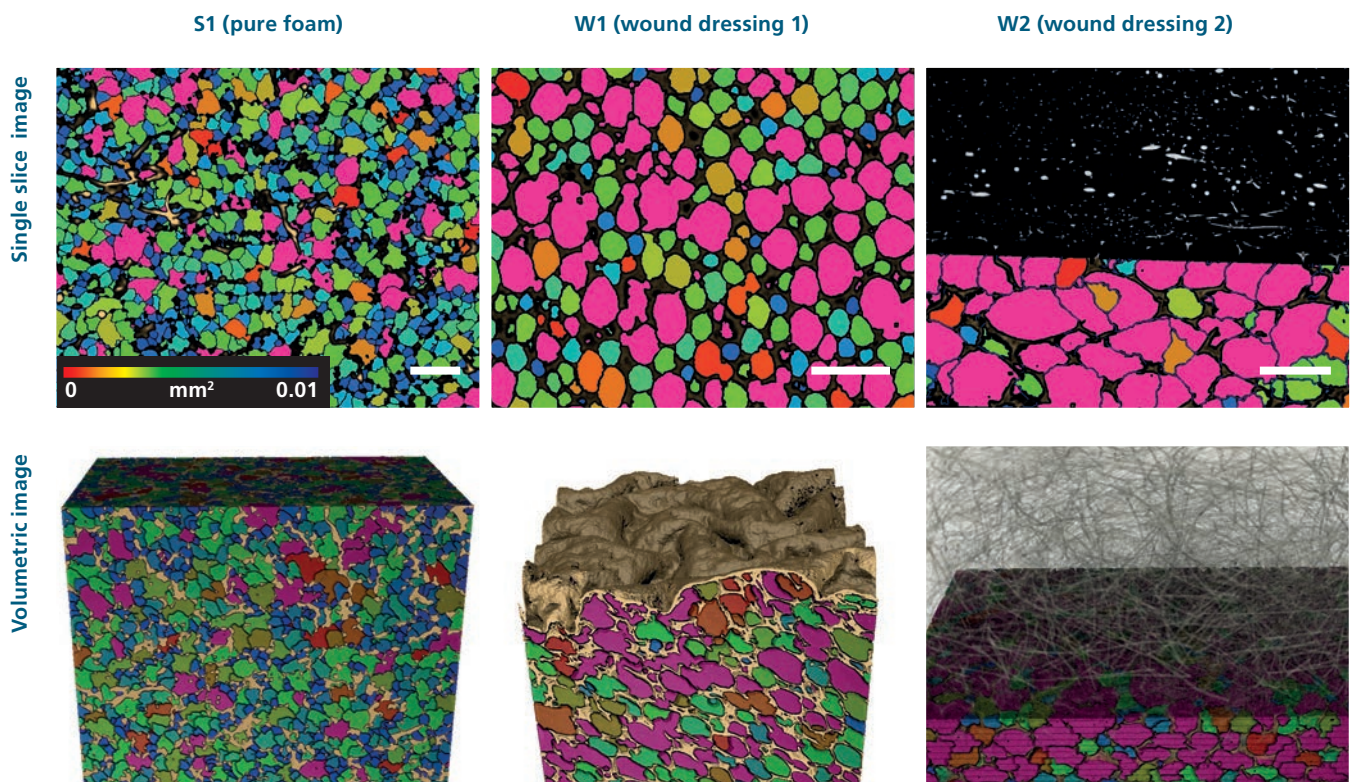 S1 (pure foam)
W1 (wound dressing 1)
W2 (wound dressing 2)
Single slice image
0 mm² 0.01
Volumetric image